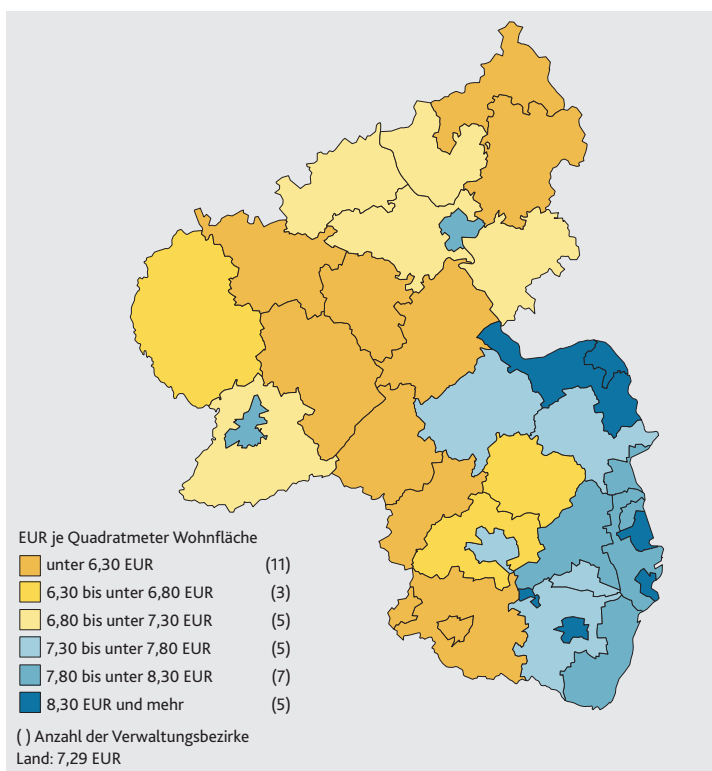 EUR je Quadratmeter Wohnfläche
unter 6,30 EUR (11)
6,30 bis unter 6,80 EUR (3)
6,80 bis unter 7,30 EUR (5)
7,30 bis unter 7,80 EUR (5)
7,80 bis unter 8,30 EUR (7)
8,30 EUR und mehr (5)
( ) Anzahl der Verwaltungsbezirke
Land: 7,29 EUR